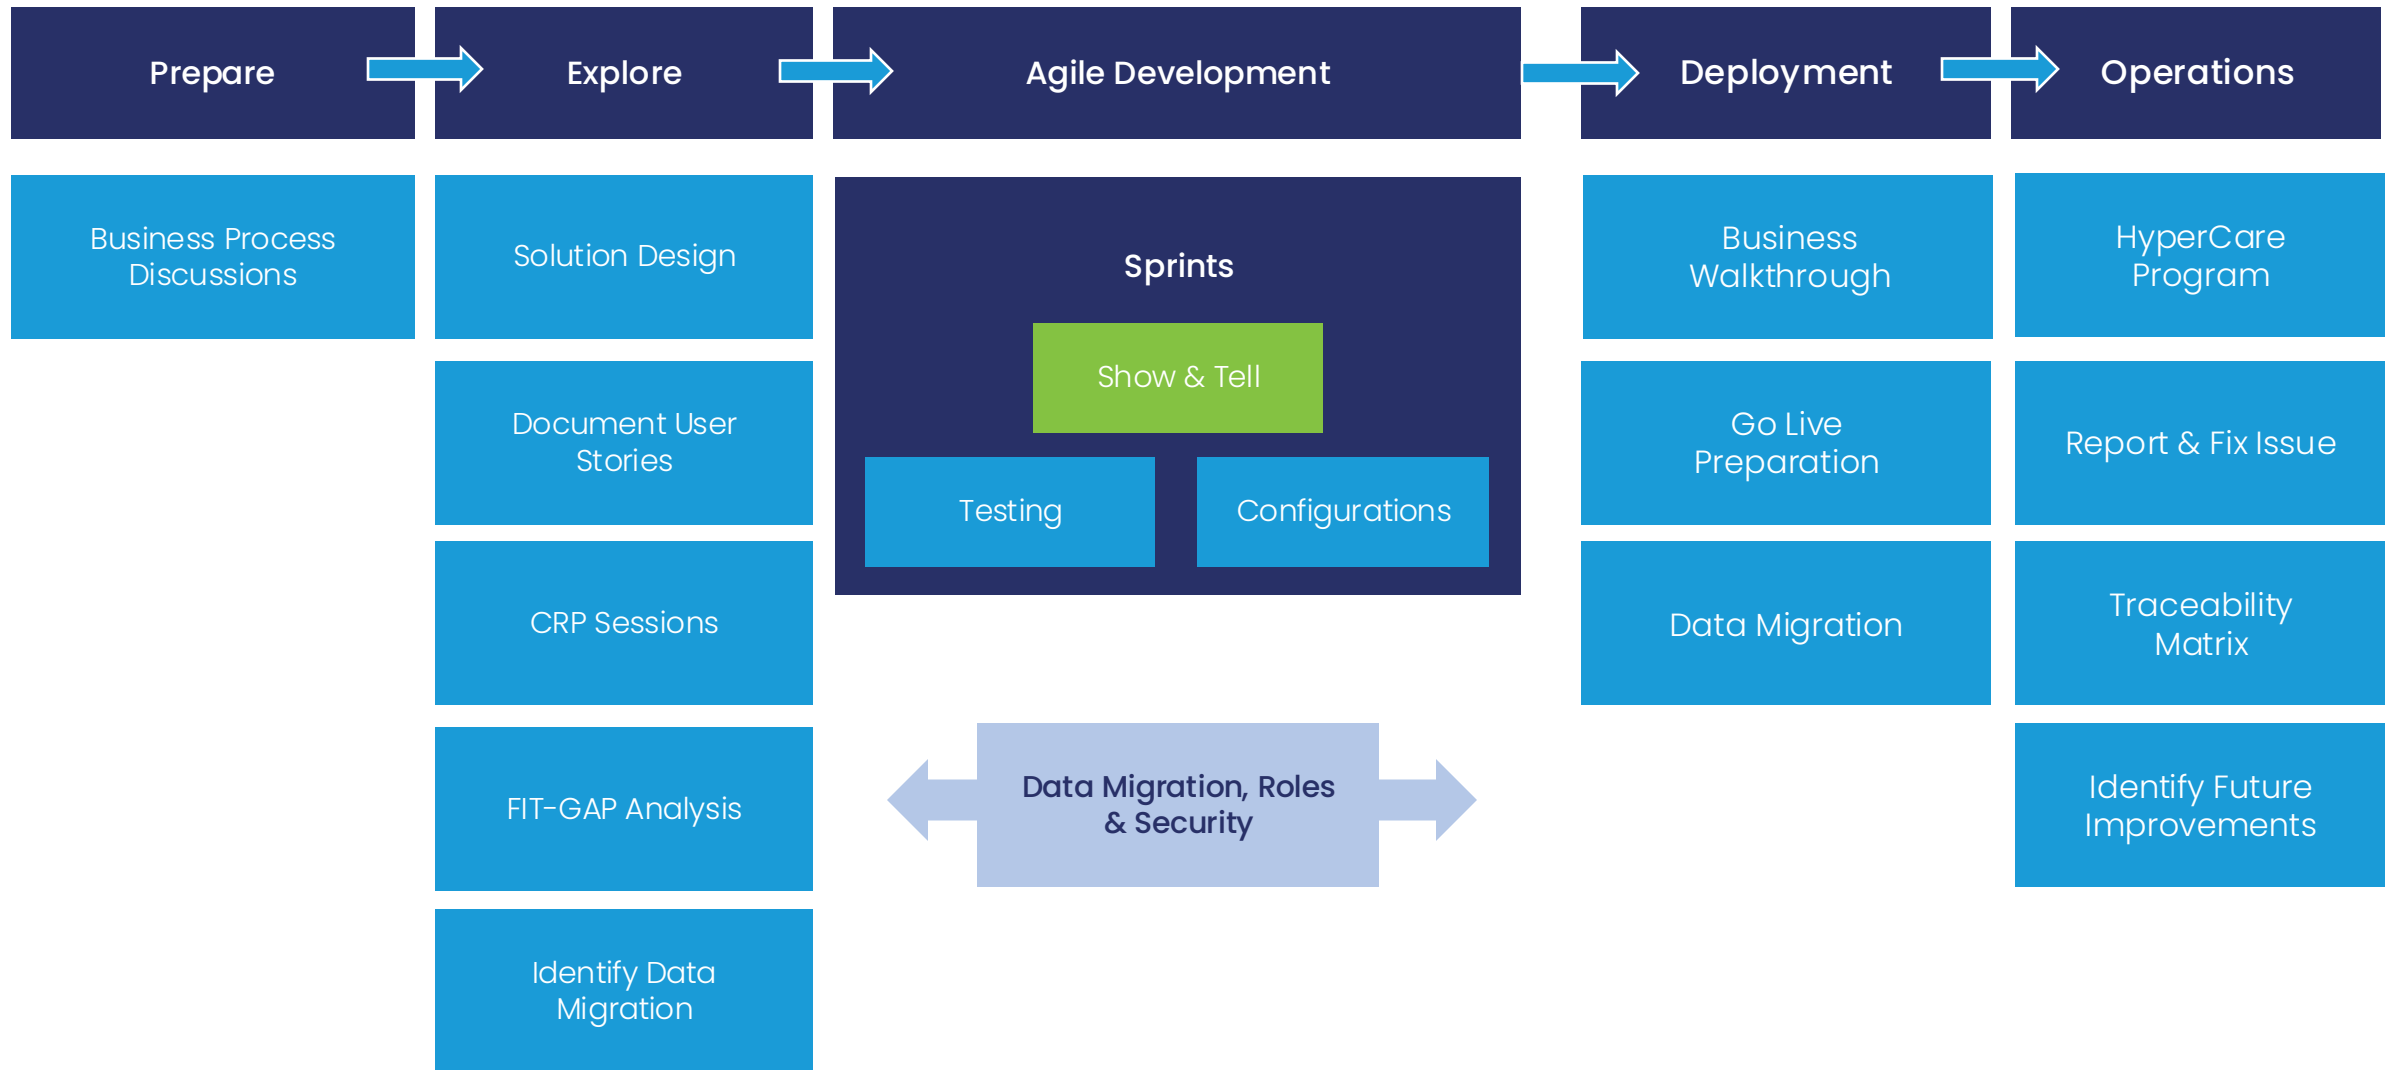 Prepare
Explore
Agile Development
Deployment
Operations
Business Process
Discussions
Solution Design
Document User
Stories
CRP Sessions
FIT-GAP Analysis
Identify Data
Migration
Sprints
Show & Tell
Testing
Configurations
Data Migration, Roles
& Security
Business
Walkthrough
Go Live
Preparation
Data Migration
HyperCare
Program
Report & Fix Issue
Traceability
Matrix
Identify Future
Improvements